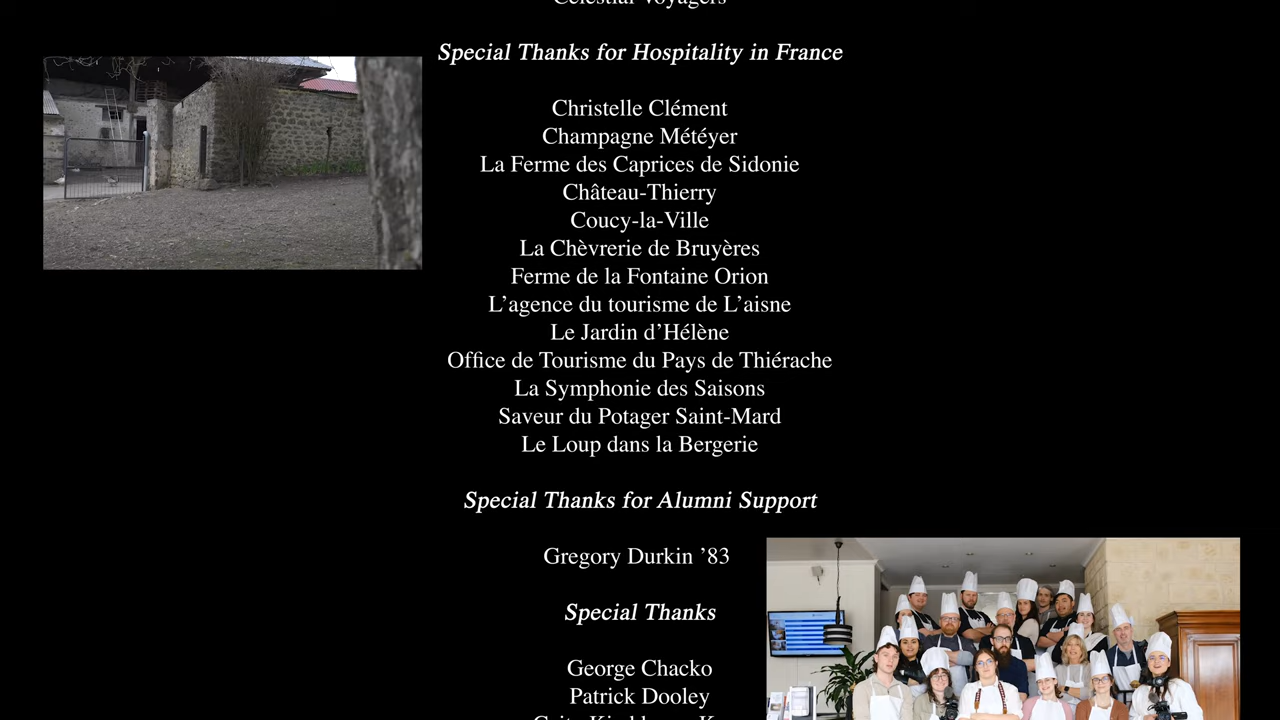 Celestial Voyagers
Special Thanks for Hospitality in France
Christelle Clément
Champagne Météyer
La Ferme des Caprices de Sidonie
Château-Thierry
Coucy-la-Ville
La Chèvrerie de Bruyères
Ferme de la Fontaine Orion
L’agence du tourisme de L’aisne
Le Jardin d’Hélène
Office de Tourisme du Pays de Thiérache
La Symphonie des Saisons
Saveur du Potager Saint-Mard
Le Loup dans la Bergerie
Special Thanks for Alumni Support
Gregory Durkin ’83
Special Thanks
George Chacko
Patrick Dooley